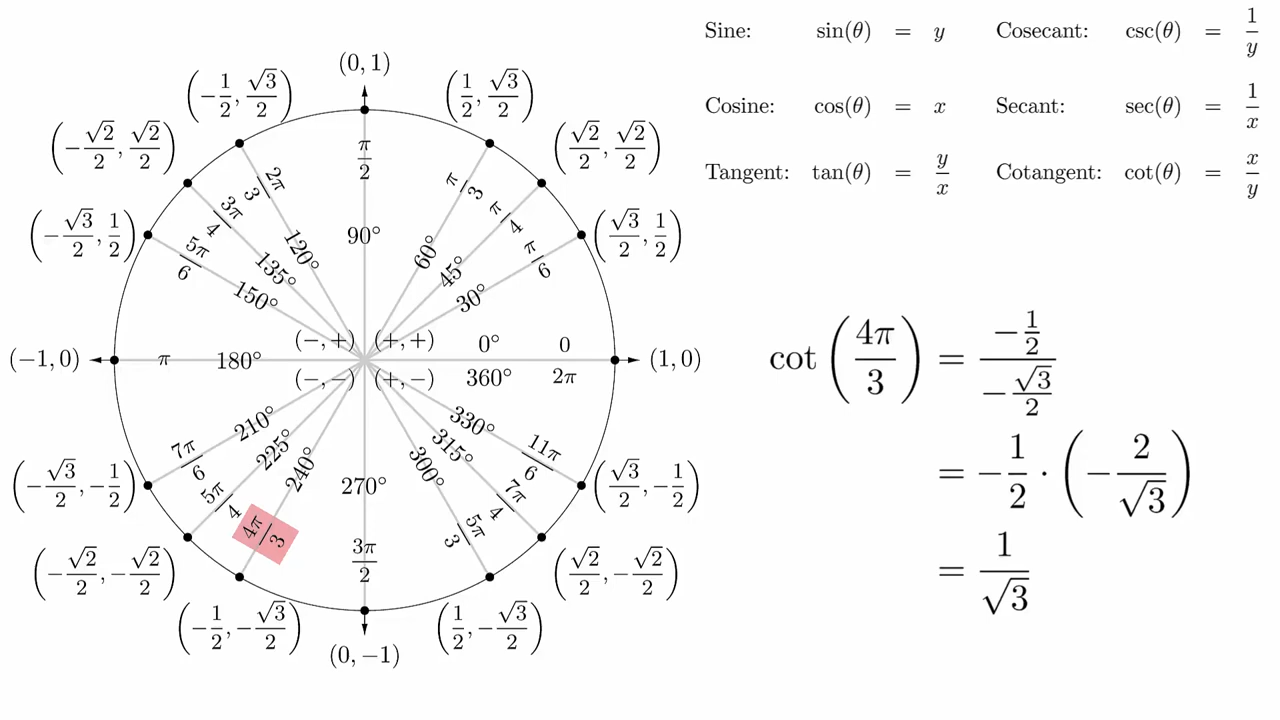 Sine: sin(θ) = y Cosecant: csc(θ) = 1/y
Cosine: cos(θ) = x Secant: sec(θ) = 1/x
Tangent: tan(θ) = y/x Cotangent: cot(θ) = x/y
(0, 1)
(−1/2, √3/2)
(1/2, √3/2)
(−√2/2, √2/2)
(√2/2, √2/2)
(−√3/2, 1/2)
(√3/2, 1/2)
π/2
2π/3
π/3
3π/4
π/4
5π/6
π/6
90°
120°
60°
135°
45°
150°
30°
(−, +) (+, +)
0° 0
(−1, 0) π 180° (1, 0)
(−, −) (+, −)
360° 2π
210°
330°
225°
315°
240°
300°
270°
7π/6
11π/6
5π/4
7π/4
4π/3
5π/3
3π/2
(−√3/2, −1/2)
(√3/2, −1/2)
(−√2/2, −√2/2)
(√2/2, −√2/2)
(−1/2, −√3/2)
(1/2, −√3/2)
(0, −1)
cot(4π/3) = (−1/2)/(−√3/2)
= −1/2 · (−2/√3)
= 1/√3